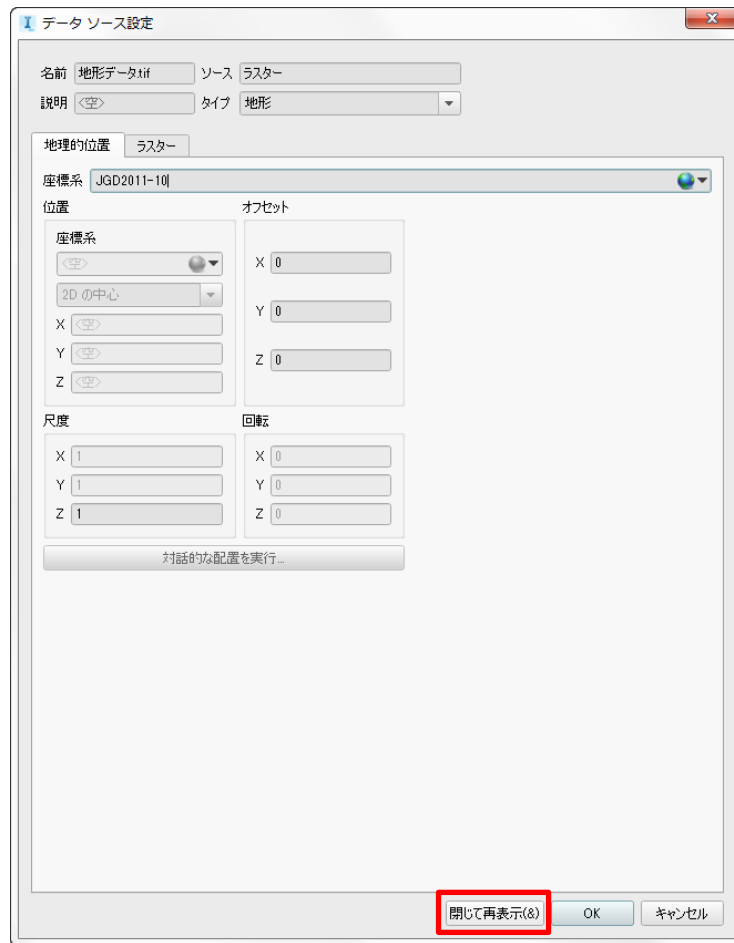 データ ソース設定
名前 地形データ.tif ソース ラスター
説明 <空> タイプ 地形
地理的位置 ラスター
座標系 JGD2011-10
位置 オフセット
座標系
<空> X 0
2D の中心
X <空> Y 0
Y <空>
Z <空> Z 0
尺度 回転
X 1 X 0
Y 1 Y 0
Z 1 Z 0
対話的な配置を実行...
閉じて再表示(&) OK キャンセル